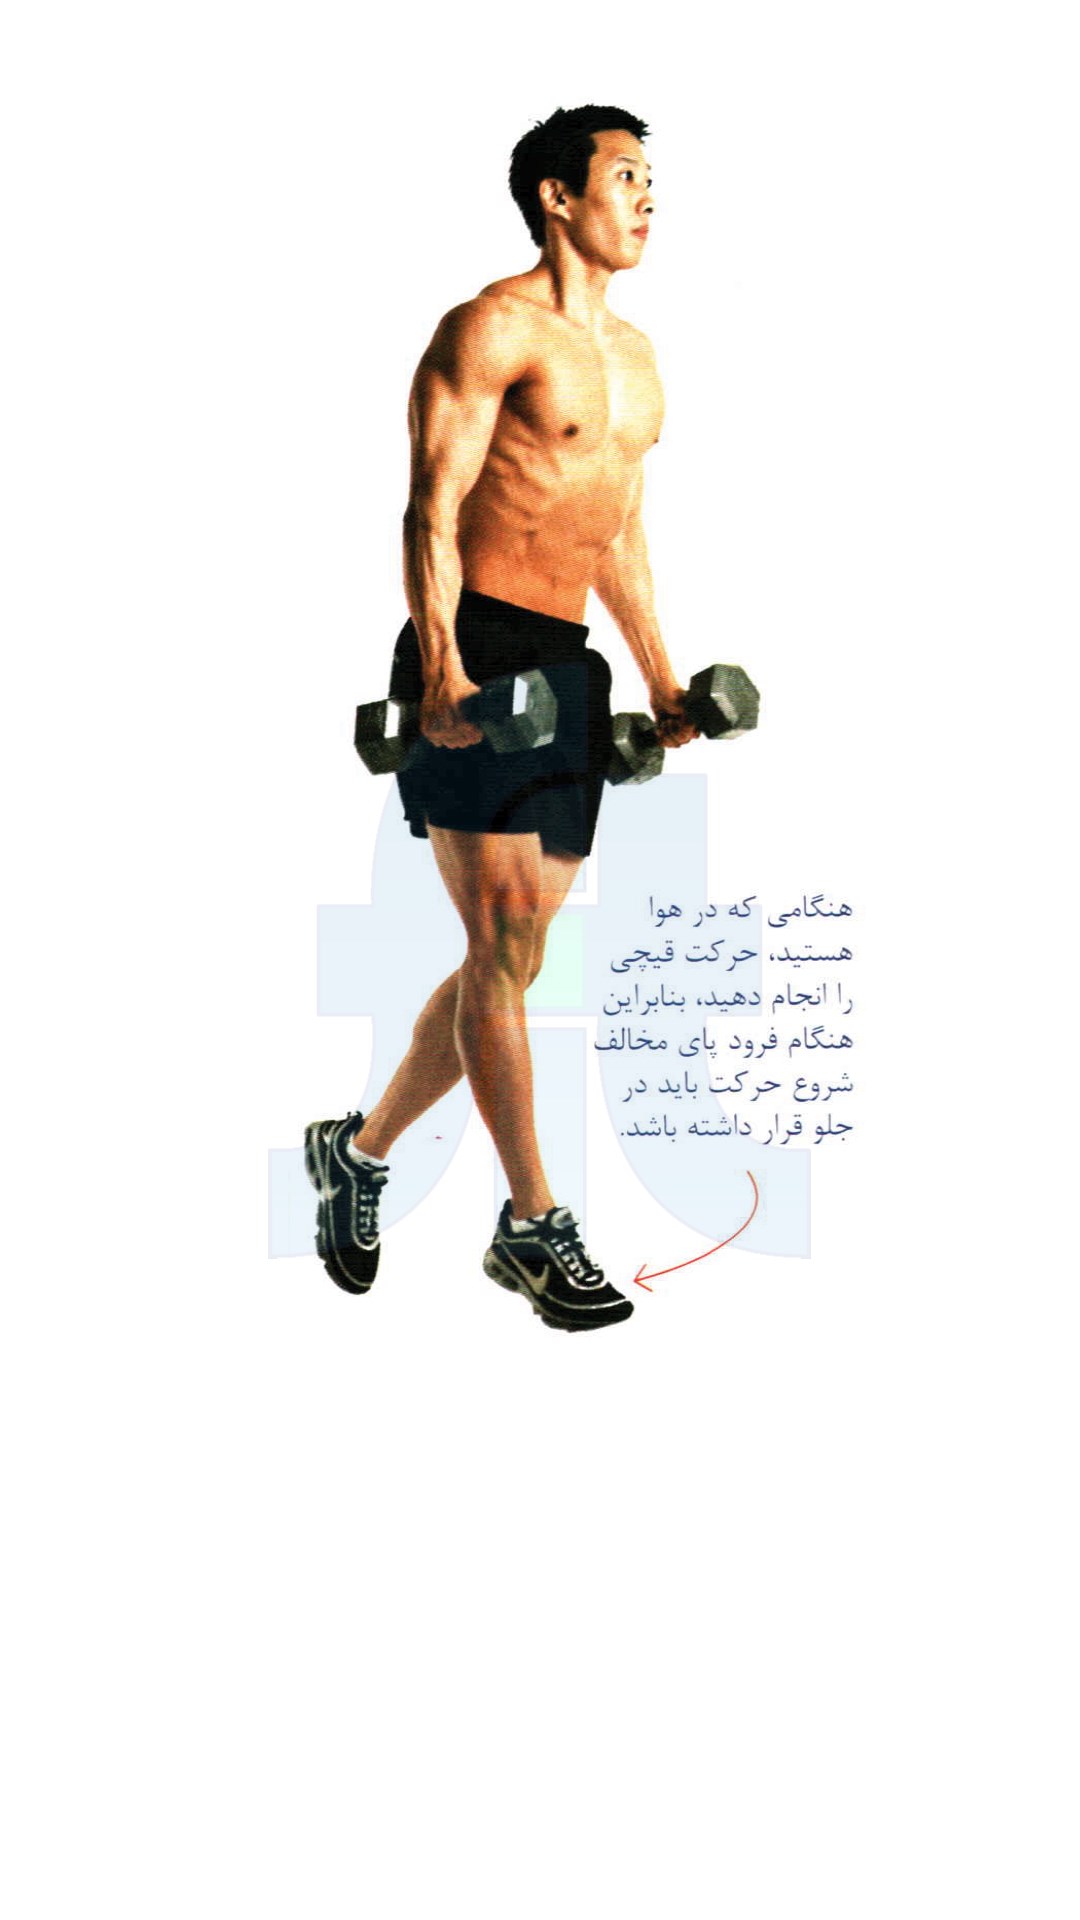 هنگامی که در هوا
هستید، حرکت قیچی
را انجام دهید، بنابراین
هنگام فرود پای مخالف
شروع حرکت باید در
جلو قرار داشته باشد.
fit